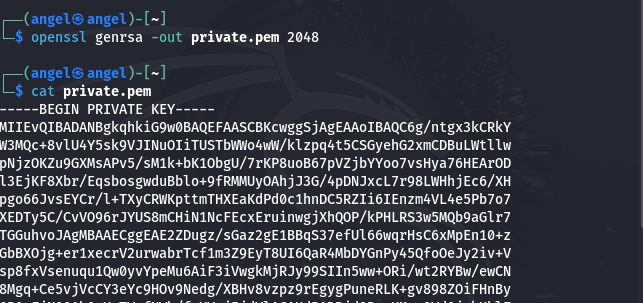 ┌──(angel㉿angel)-[~]
└─$ openssl genrsa -out private.pem 2048
┌──(angel㉿angel)-[~]
└─$ cat private.pem
-----BEGIN PRIVATE KEY-----
MIIEvQIBADANBgkqhkiG9w0BAQEFAASCBKcwggSjAgEAAoIBAQC6g/ntgx3kCRkY
W3MQc+8vlU4Y5sk9VJINuOIiTUSTbWWo4wW/klzpq4t5CSGyehG2xmCDBuLWtllw
pNjzOKZu9GXMsAPv5/sM1k+bK1ObgU/7rKP8uoB67pVZjbYYoo7vsHya76HEArOD
l3EjKF8Xbr/EqsbosgwduBblo+9fRMMUyOAhjJ3G/4pDNJxcL7r98LWHhjEc6/XH
pgo66JvsEYCr/l+TXyCRWKpttmTHXEaKdPd0c1hnDC5RZIi6IEnzm4VL4e5Pb7o7
XEDTy5C/CvVO96rJYUS8mCHiN1NcFEcxEruinwgjXhQOP/kPHLRS3w5MQb9aGlr7
TGGuhvoJAgMBAAECggEAE2ZDugz/sGaz2gE1BBqS37efUl66wqrHsC6xMpEn10+z
GbBXOjg+er1xecrV2urwabrTcf1m3Z9EyT8UI6QaR4MbDYGnPy45QfoOeJy2iv+V
sp8fxVsenuqu1Qw0yvYpeMu6AiF3iVwgkMjRJy99SIIn5ww+ORi/wt2RYBw/ewCN
8Mgq+Ce5vjVcCY3eYc9HOv9Nedg/XBHv8vzpz9rEgygPuneRLK+gv898ZOiFHnBy